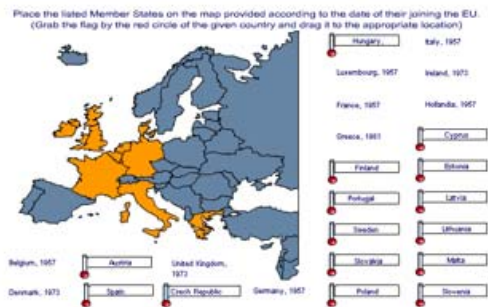 Place the listed Member States on the map provided according to the date of their joining the EU.
(Grab the flag by the red circle of the given country and drag it to the appropriate location)
Hungary,
Italy, 1957
Luxembourg, 1957
Ireland, 1973
France, 1957
Hollandia, 1957
Greece, 1981
Cyprus
Finland
Estonia
Portugal
Latvia
Sweden
Lithuania
Belgium, 1957
Austria
United Kingdom,
1973
Slovakia
Malta
Denmark, 1973
Spain
Czech Republic
Germany, 1957
Poland
Slovenia